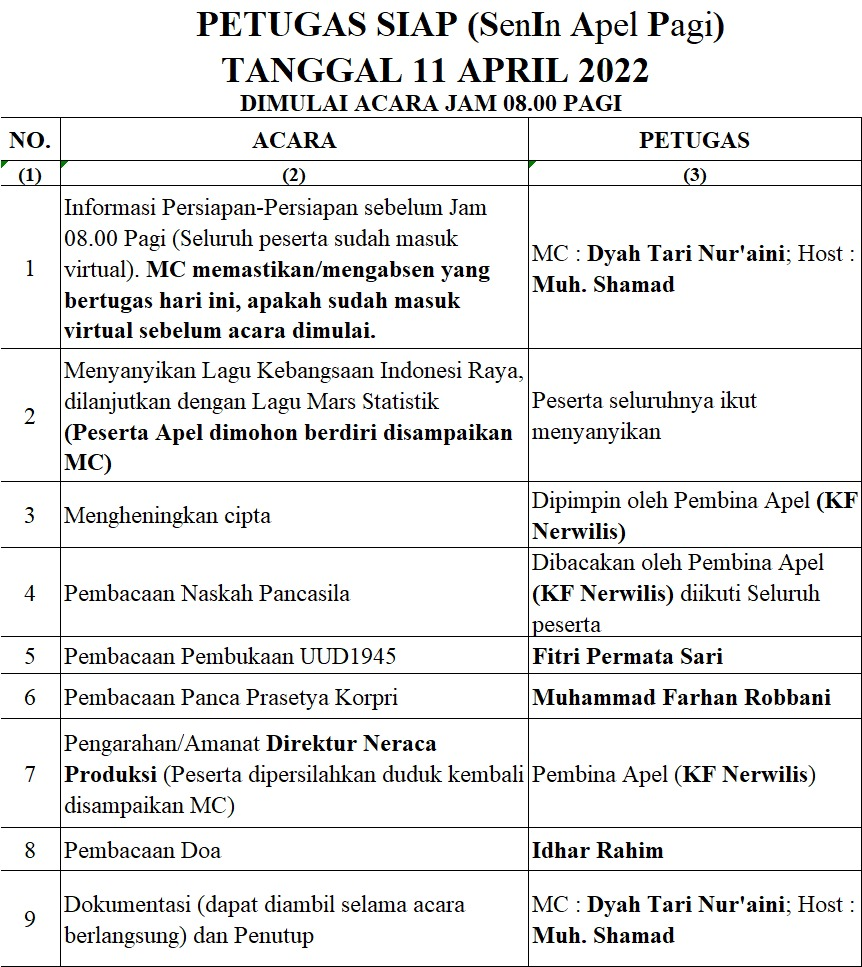 PETUGAS SIAP (SenIn Apel Pagi)
TANGGAL 11 APRIL 2022
DIMULAI ACARA JAM 08.00 PAGI
NO. ACARA PETUGAS
(1) (2) (3)
1
Informasi Persiapan-Persiapan sebelum Jam
08.00 Pagi (Seluruh peserta sudah masuk
virtual). MC memastikan/mengabsen yang
bertugas hari ini, apakah sudah masuk
virtual sebelum acara dimulai.
MC : Dyah Tari Nur'aini; Host :
Muh. Shamad
2
Menyanyikan Lagu Kebangsaan Indonesi Raya,
dilanjutkan dengan Lagu Mars Statistik
(Peserta Apel dimohon berdiri disampaikan
MC)
Peserta seluruhnya ikut
menyanyikan
3
Mengheningkan cipta
Dipimpin oleh Pembina Apel (KF
Nerwilis)
4
Pembacaan Naskah Pancasila
Dibacakan oleh Pembina Apel
(KF Nerwilis) diikuti Seluruh
peserta
5
Pembacaan Pembukaan UUD1945
Fitri Permata Sari
6
Pembacaan Panca Prasetya Korpri
Muhammad Farhan Robbani
7
Pengarahan/Amanat Direktur Neraca
Produksi (Peserta dipersilahkan duduk kembali
disampaikan MC)
Pembina Apel (KF Nerwilis)
8
Pembacaan Doa
Idhar Rahim
9
Dokumentasi (dapat diambil selama acara
berlangsung) dan Penutup
MC : Dyah Tari Nur'aini; Host :
Muh. Shamad